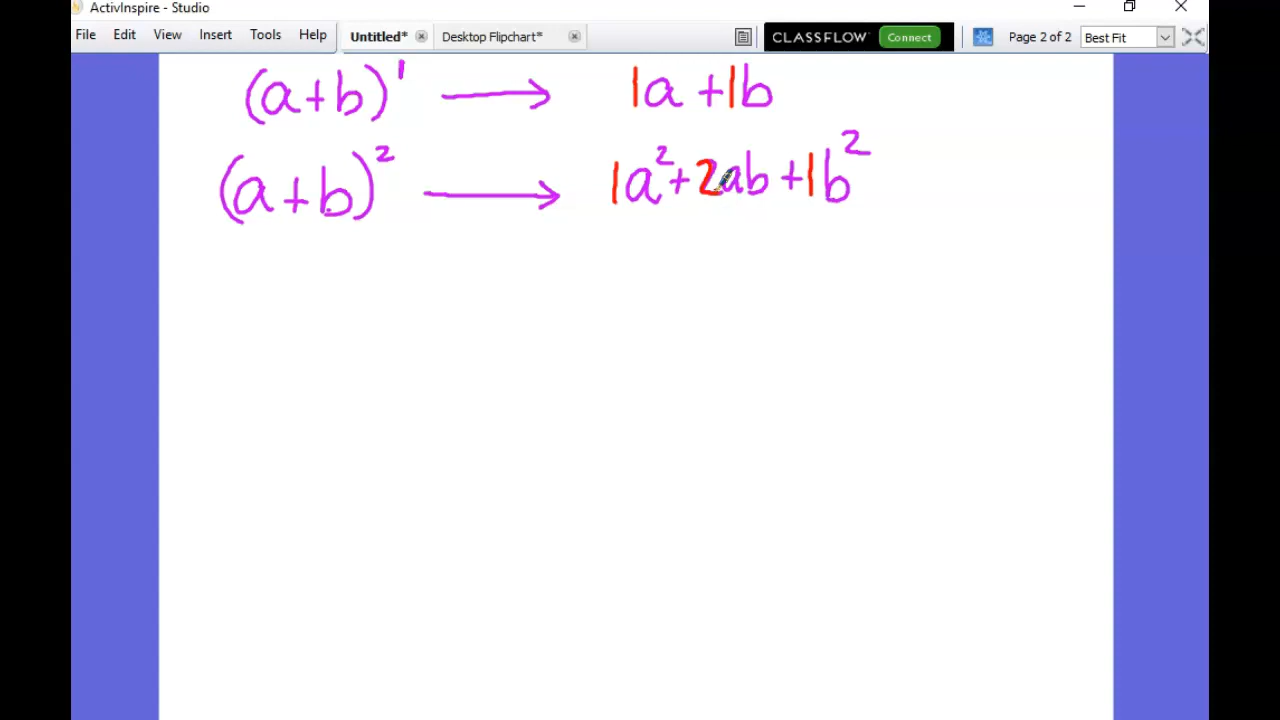 ActivInspire - Studio
File Edit View Insert Tools Help Untitled* Desktop Flipchart* CLASSFLOW Connect Page 2 of 2 Best Fit
(a+b)¹ → 1a + 1b
(a+b)² → 1a² + 2ab + 1b²